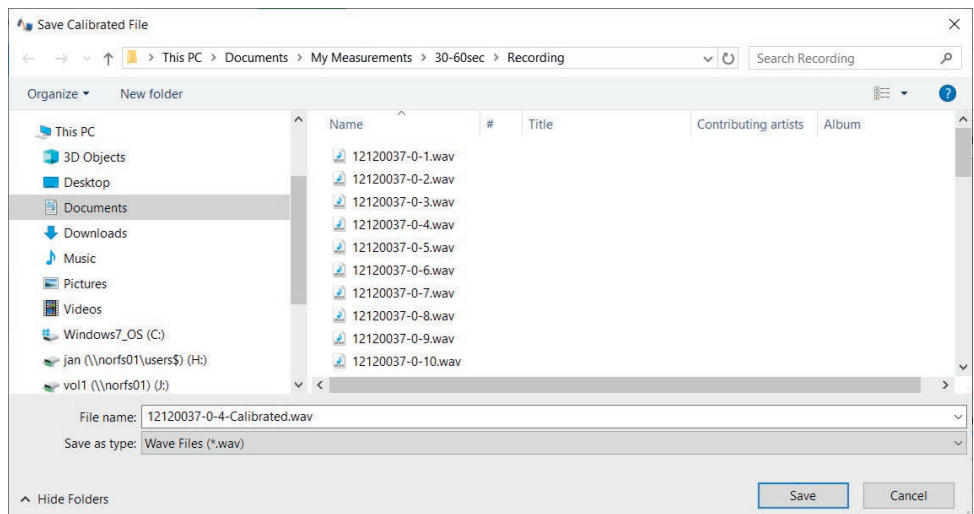 Save Calibrated File
> This PC > Documents > My Measurements > 30-60sec > Recording
Search Recording
Organize
New folder
This PC
3D Objects
Desktop
Documents
Downloads
Music
Pictures
Videos
Windows7_OS (C:)
jan (\\norfs01\users$) (H:)
vol1 (\\norfs01) (J:)
Name # Title Contributing artists Album
12120037-0-1.wav
12120037-0-2.wav
12120037-0-3.wav
12120037-0-4.wav
12120037-0-5.wav
12120037-0-6.wav
12120037-0-7.wav
12120037-0-8.wav
12120037-0-9.wav
12120037-0-10.wav
File name: 12120037-0-4-Calibrated.wav
Save as type: Wave Files (*.wav)
Hide Folders
Save
Cancel